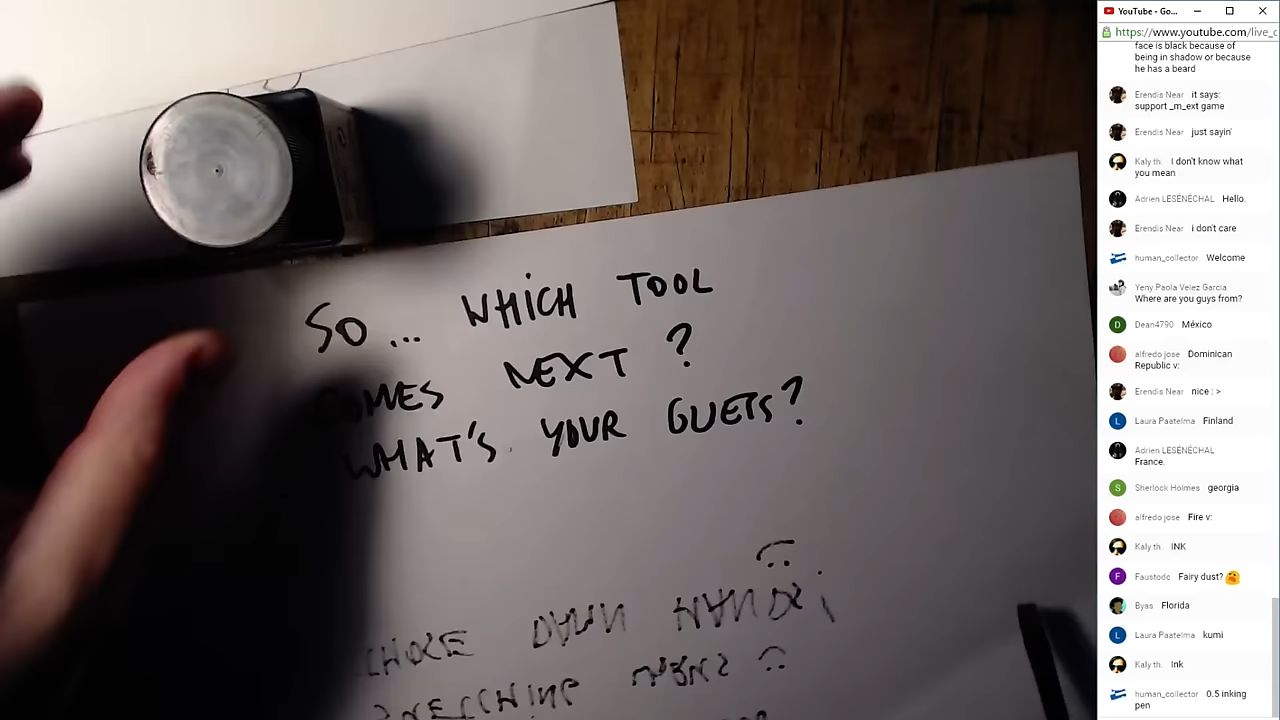 SO... WHICH TOOL
COMES NEXT?
WHAT'S YOUR GUETS?
YouTube - Go...
https://www.youtube.com/live_c
face is black because of
being in shadow or because
he has a beard
Erendis Near it says:
support _m_ext game
Erendis Near just sayin'
Kaly th. I don't know what
you mean
Adrien LESÉNÉCHAL Hello.
Erendis Near i don't care
human_collector Welcome
Yeny Paola Velez Garcia
Where are you guys from?
D Dean4790 México
alfredo jose Dominican
Republic v:
Erendis Near nice : >
L Laura Paatelma Finland
Adrien LESÉNÉCHAL
France.
S Sherlock Holmes georgia
alfredo jose Fire v:
Kaly th. INK
F Faustodc Fairy dust?
Byas Florida
L Laura Paatelma kumi
Kaly th. Ink
human_collector 0.5 inking
pen